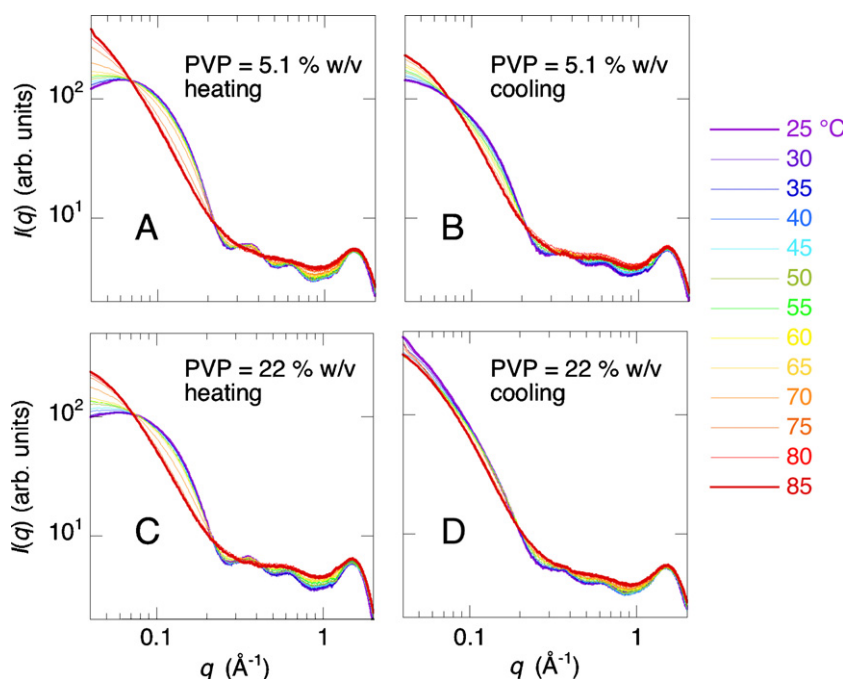 PVP = 5.1 % w/v
heating
A
PVP = 5.1 % w/v
cooling
B
PVP = 22 % w/v
heating
C
PVP = 22 % w/v
cooling
D
I(q) (arb. units)
10²
10¹
I(q) (arb. units)
10²
10¹
0.1
1
q (Å⁻¹)
0.1
1
q (Å⁻¹)
25 °C
30
35
40
45
50
55
60
65
70
75
80
85